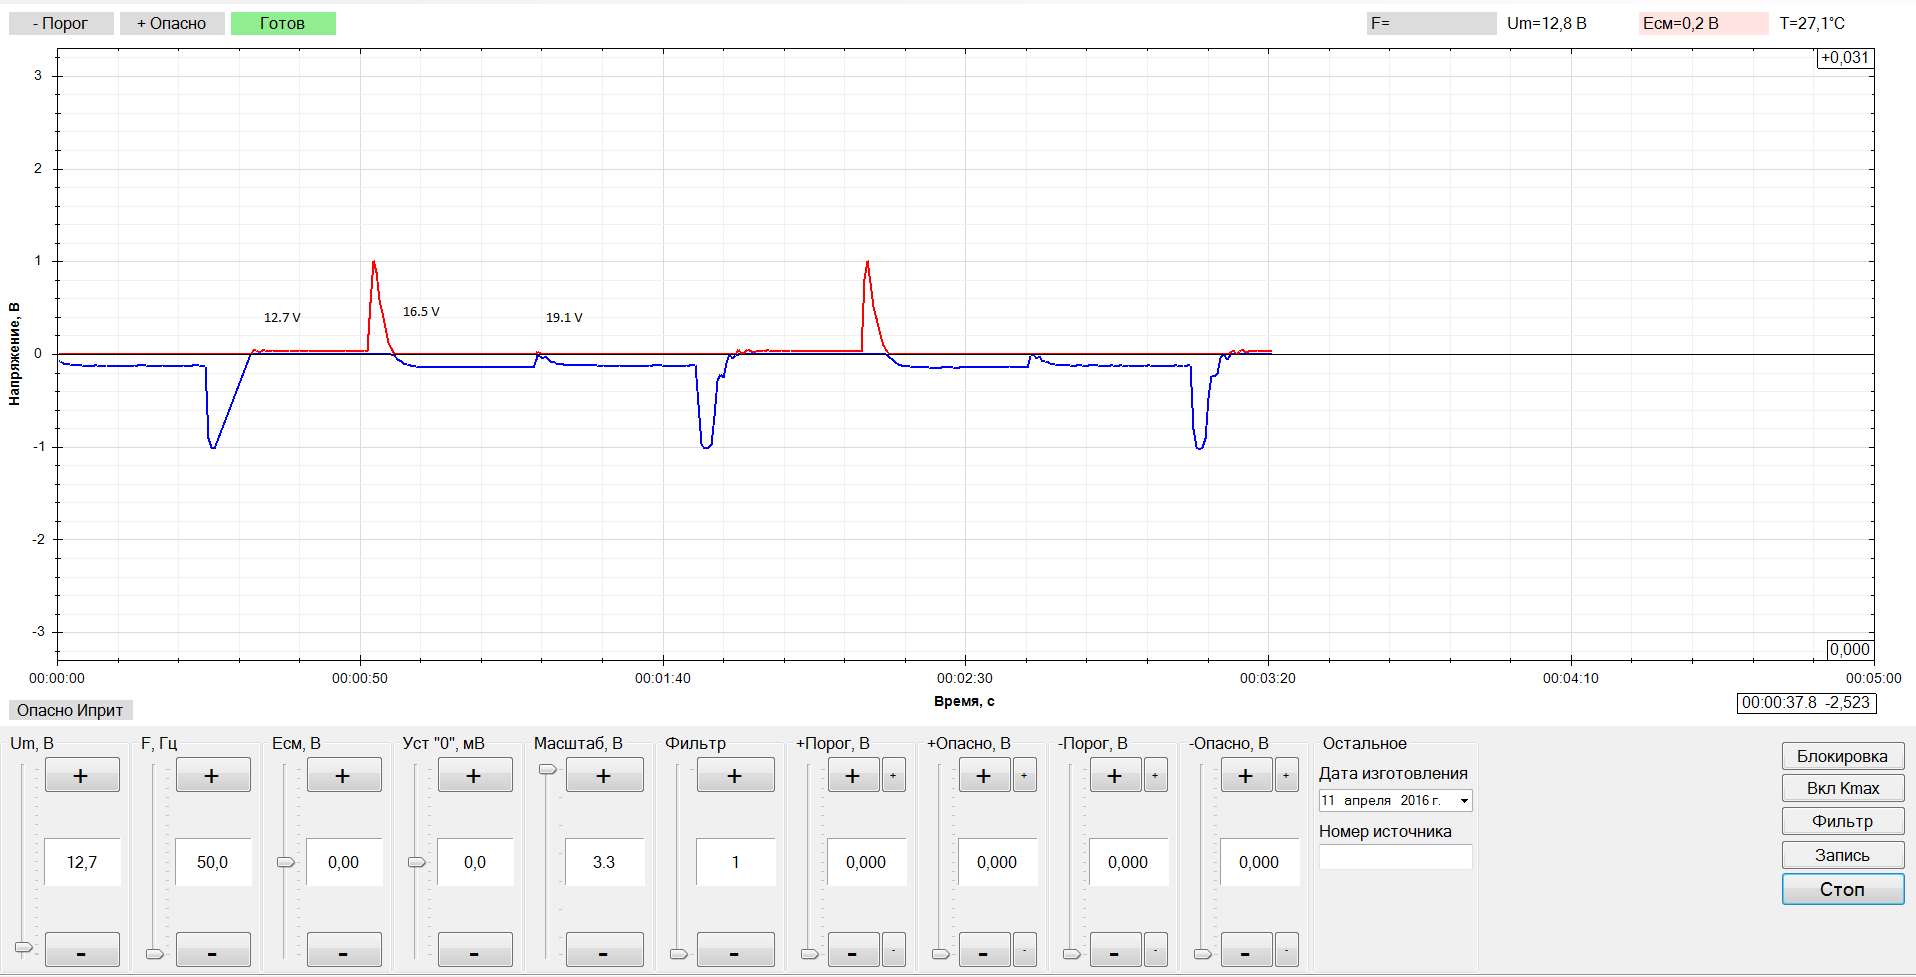 - Порог + Опасно Готов F= Um=12,8 В Eсм=0,2 В T=27,1°C
+0,031
3
2
1
16.5 V
12.7 V 19.1 V
Напряжение, В
0
-1
-2
-3
0,000
00:00:00 00:00:50 00:01:40 00:02:30 00:03:20 00:04:10 00:05:00
Время, с
00:00:37.8 -2,523
Опасно Иприт
Um, В F, Гц Есм, В Уст "0", мВ Масштаб, В Фильтр +Порог, В +Опасно, В -Порог, В -Опасно, В Остальное
+ + + + + + + + + + + + + +
12,7 50,0 0,00 0,0 3.3 1 0,000 0,000 0,000 0,000
- - - - - - - - - - - - - -
Дата изготовления
11 апреля 2016 г.
Номер источника
Блокировка
Вкл Kmax
Фильтр
Запись
Стоп